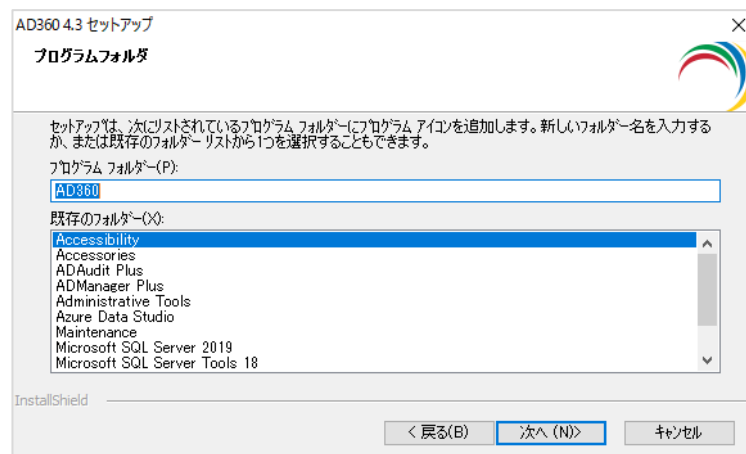 AD360 4.3 セットアップ
プログラムフォルダ
セットアップは、次にリストされているプログラム フォルダーにプログラム アイコンを追加します。新しいフォルダー名を入力する
か、または既存のフォルダー リストから1つを選択することもできます。
プログラム フォルダー(P):
AD360
既存のフォルダー(X):
Accessibility
Accessories
ADAudit Plus
ADManager Plus
Administrative Tools
Azure Data Studio
Maintenance
Microsoft SQL Server 2019
Microsoft SQL Server Tools 18
InstallShield
< 戻る(B) 次へ (N)> キャンセル